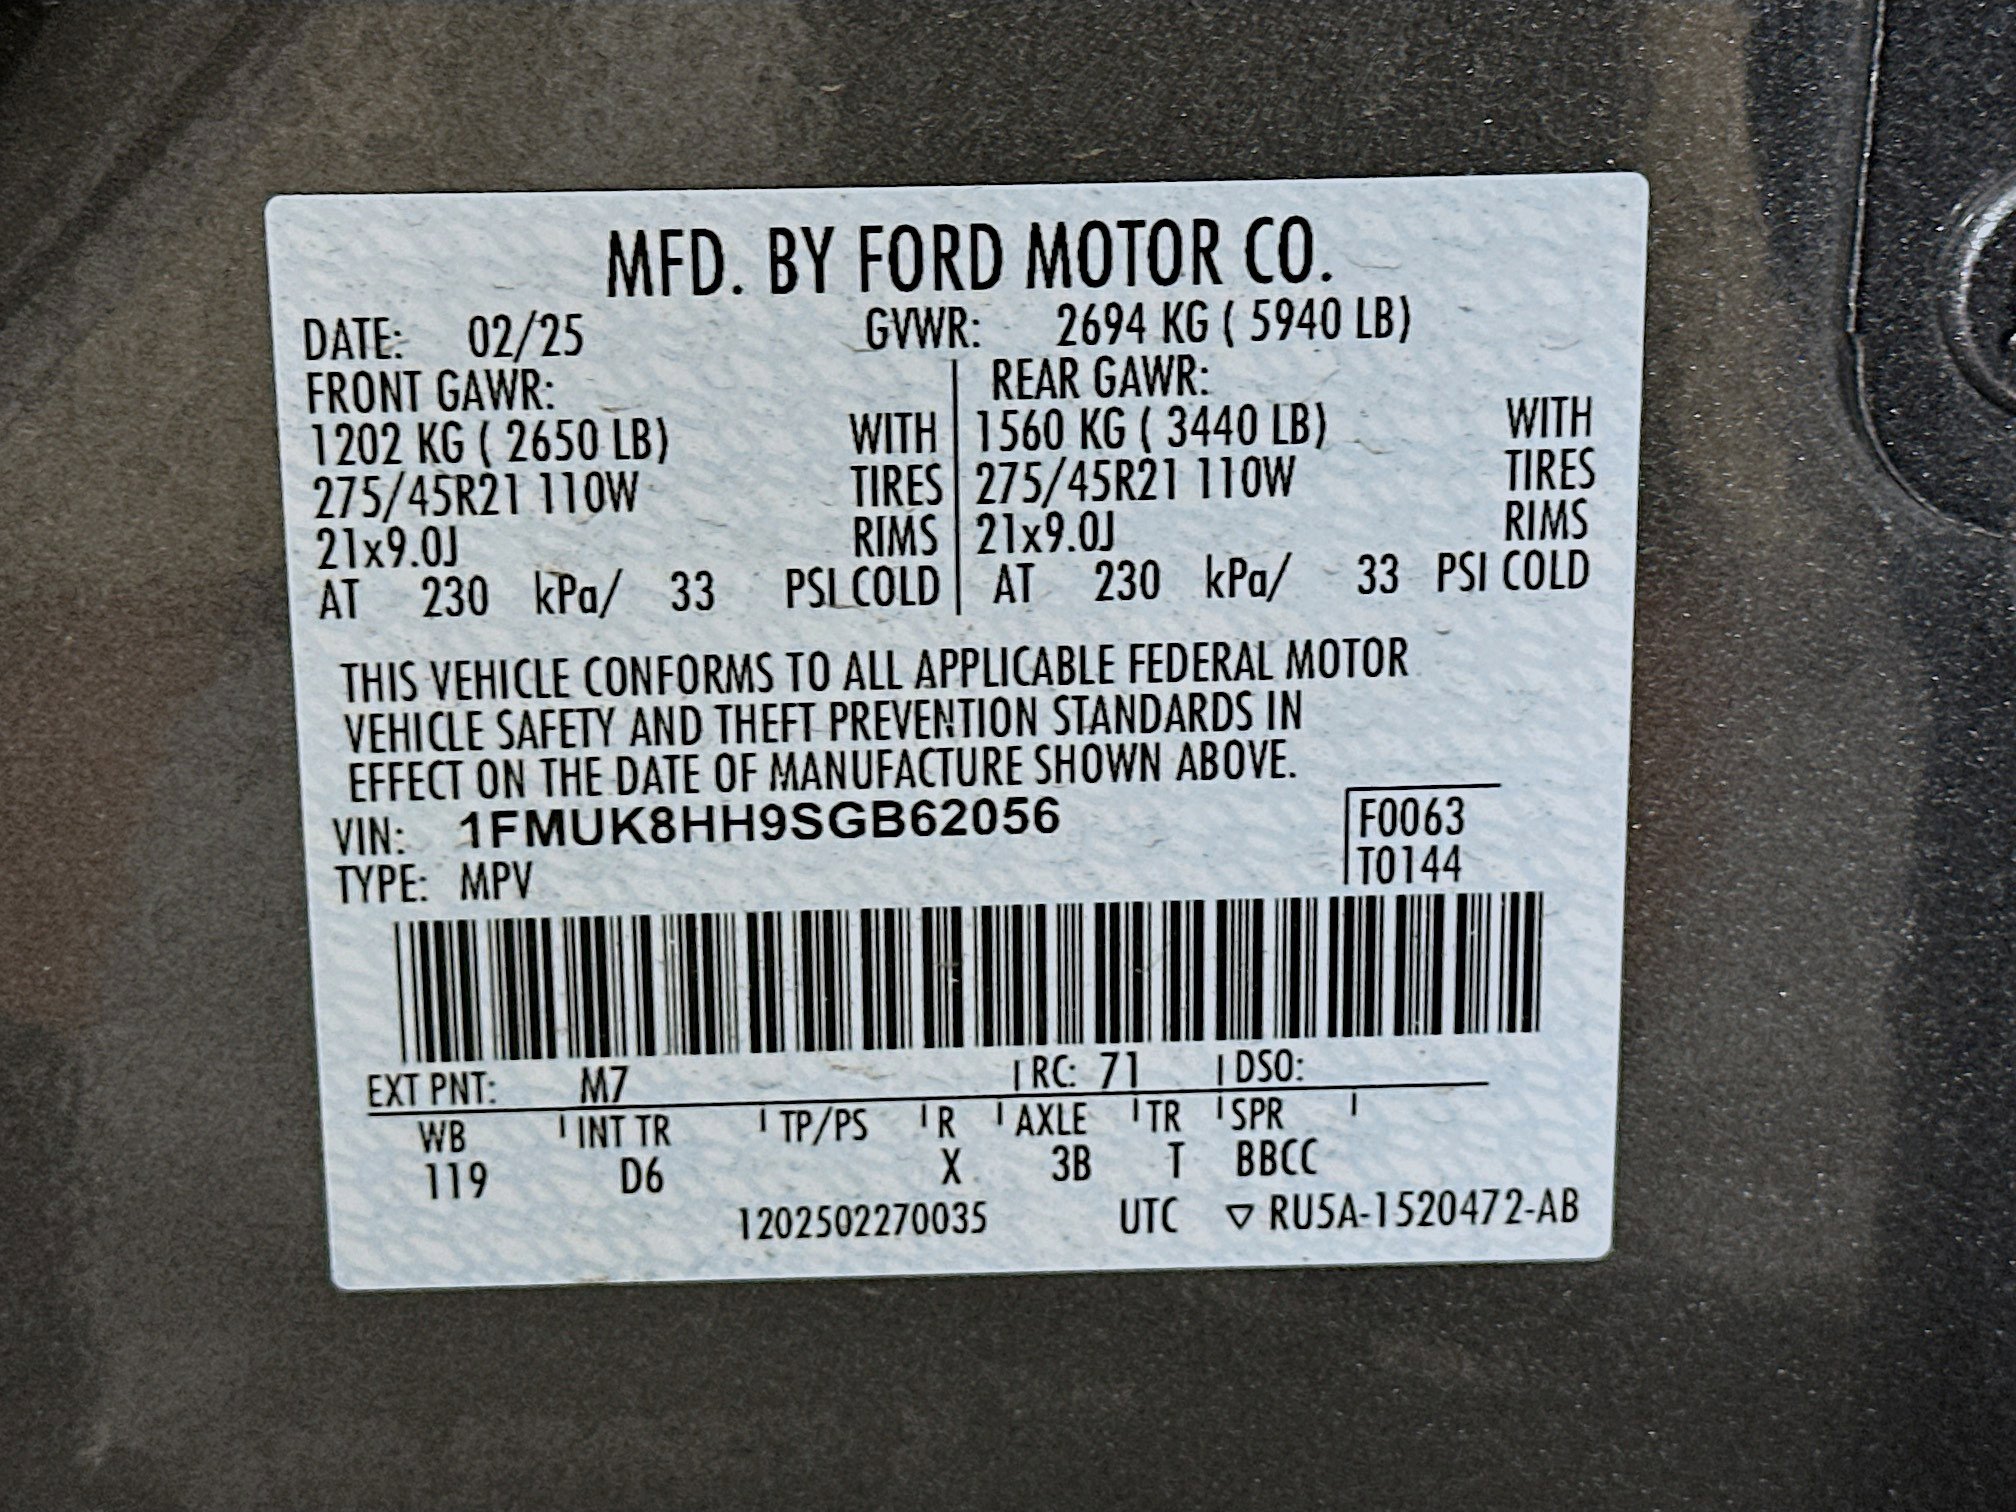 MFD. BY FORD MOTOR CO.
DATE: 02/25 GVWR: 2694 KG ( 5940 LB)
FRONT GAWR: REAR GAWR:
1202 KG ( 2650 LB) WITH 1560 KG ( 3440 LB) WITH
275/45R21 110W TIRES 275/45R21 110W TIRES
21x9.0J RIMS 21x9.0J RIMS
AT 230 kPa/ 33 PSI COLD AT 230 kPa/ 33 PSI COLD
THIS VEHICLE CONFORMS TO ALL APPLICABLE FEDERAL MOTOR
VEHICLE SAFETY AND THEFT PREVENTION STANDARDS IN
EFFECT ON THE DATE OF MANUFACTURE SHOWN ABOVE.
VIN: 1FMUK8HH9SGB62056 F0063
TYPE: MPV T0144
EXT PNT: M7 RC: 71 DSO:
WB INT TR TP/PS R AXLE TR SPR
119 D6 X 3B T BBCC
1202502270035 UTC ▽ RU5A-1520472-AB